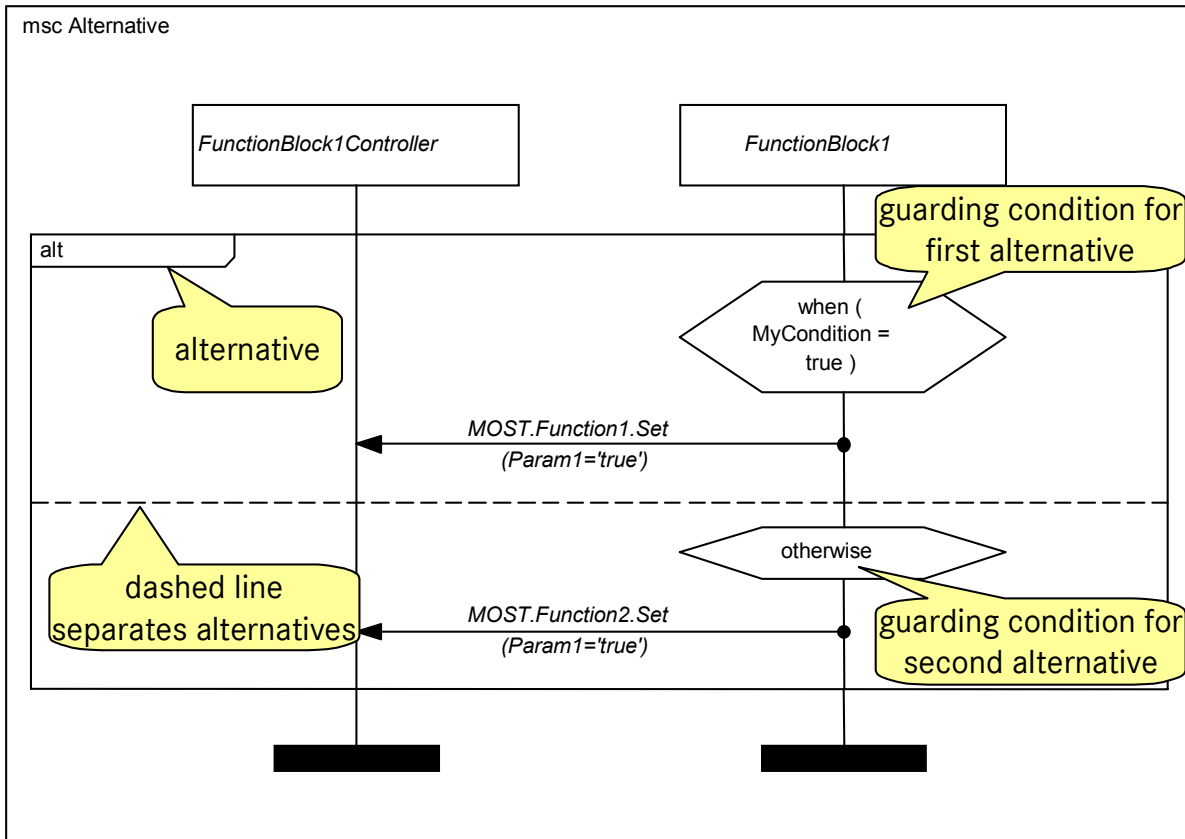 msc Alternative
FunctionBlock1Controller
FunctionBlock1
guarding condition for
first alternative
alt
when (
MyCondition =
true )
alternative
MOST.Function1.Set
(Param1='true')
otherwise
dashed line
separates alternatives
MOST.Function2.Set
(Param1='true')
guarding condition for
second alternative